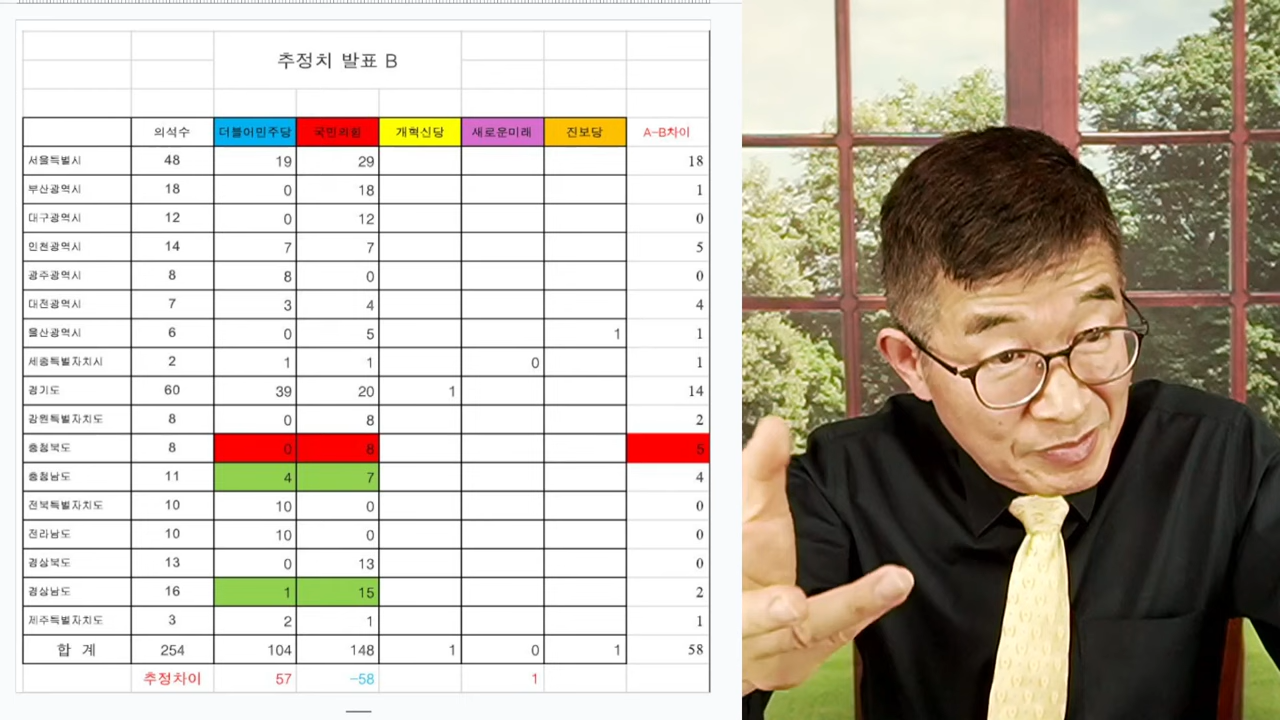 추정치 발표 B
의석수 더불어민주당 국민의힘 개혁신당 새로운미래 진보당 A-B차이
서울특별시 48 19 29 18
부산광역시 18 0 18 1
대구광역시 12 0 12 0
인천광역시 14 7 7 5
광주광역시 8 8 0 0
대전광역시 7 3 4 4
울산광역시 6 0 5 1 1
세종특별자치시 2 1 1 0 1
경기도 60 39 20 1 14
강원특별자치도 8 0 8 2
충청북도 8 0 8 5
충청남도 11 4 7 4
전북특별자치도 10 10 0 0
전라남도 10 10 0 0
경상북도 13 0 13 0
경상남도 16 1 15 2
제주특별자치도 3 2 1 1
합 계 254 104 148 1 0 1 58
추정차이 57 -58 1